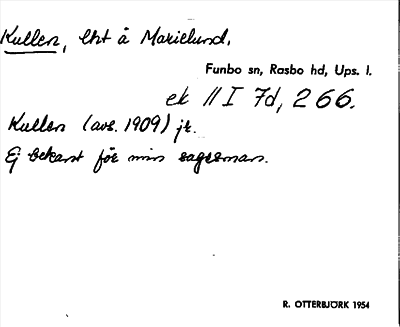 Kullen, lht å Marielund.
Funbo sn, Rasbo hd, Ups. l.
ek II I 7d, 266.
Kullen (avs. 1909) jk.
Ej bekant för min sagesman.
R. OTTERBJÖRK 1954